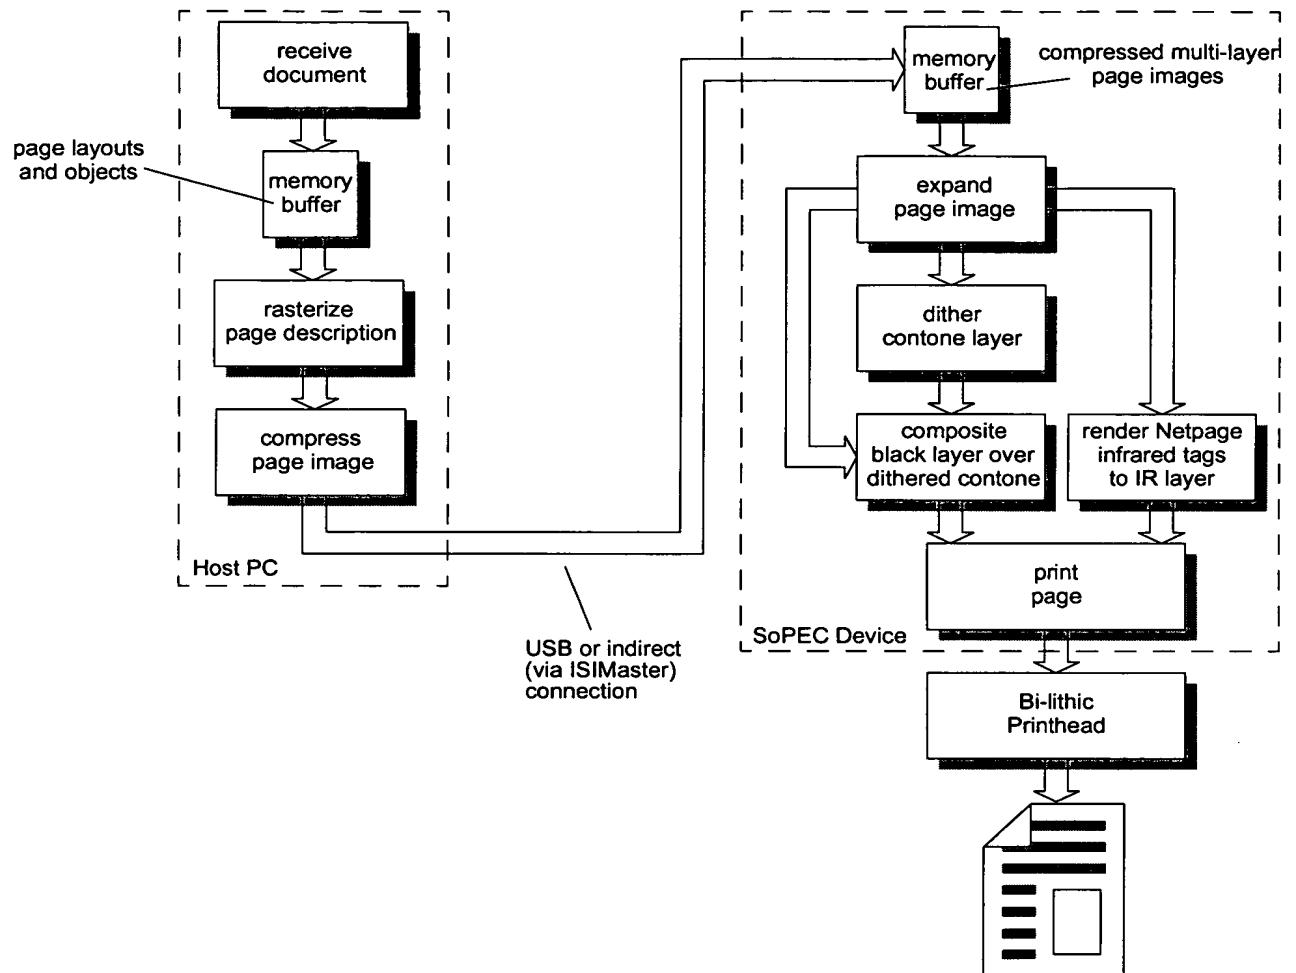 receive
document
page layouts
and objects
memory
buffer
rasterize
page description
compress
page image
Host PC
USB or indirect
(via ISIMaster)
connection
memory
buffer
compressed multi-layer
page images
expand
page image
dither
contone layer
composite
black layer over
dithered contone
render Netpage
infrared tags
to IR layer
print
page
SoPEC Device
Bi-lithic
Printhead